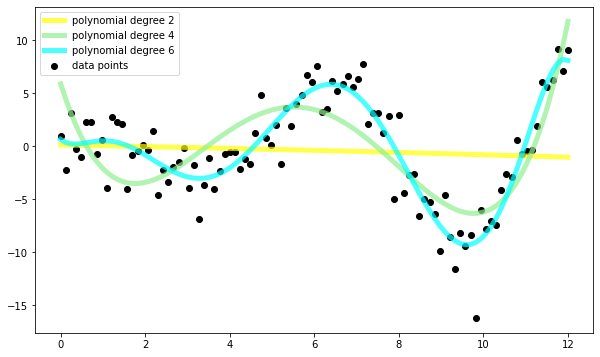 polynomial degree 2
polynomial degree 4
polynomial degree 6
data points
10
5
0
−5
−10
−15
0 2 4 6 8 10 12